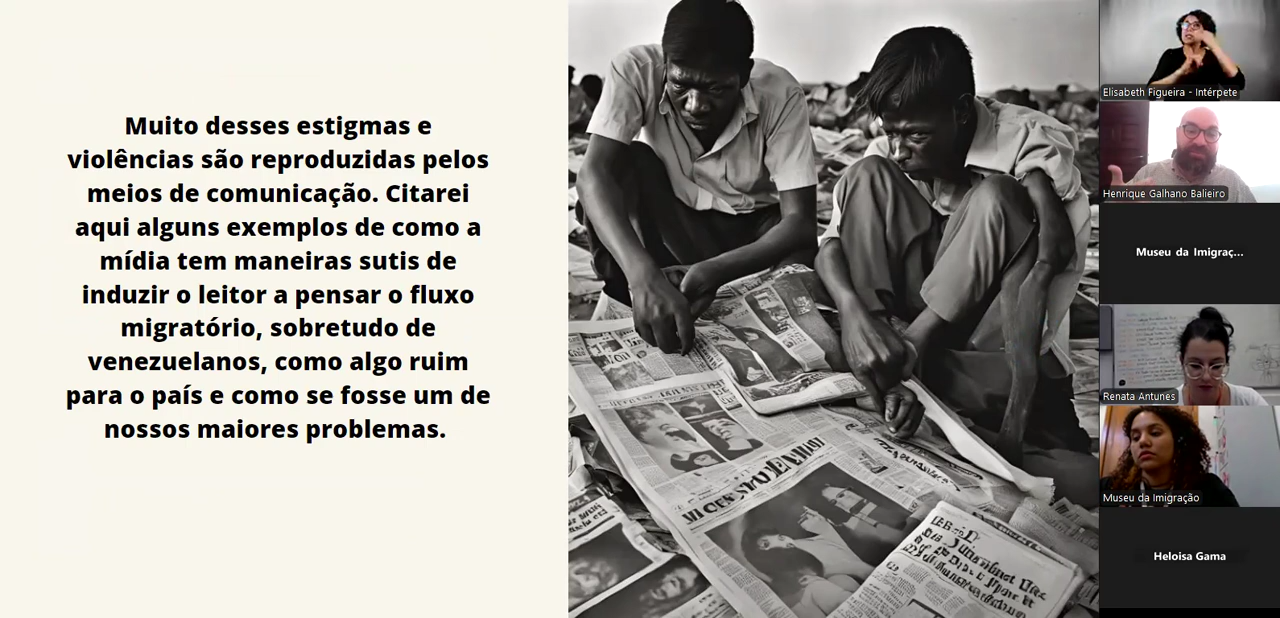 Muito desses estigmas e
violências são reproduzidas pelos
meios de comunicação. Citarei
aqui alguns exemplos de como a
mídia tem maneiras sutis de
induzir o leitor a pensar o fluxo
migratório, sobretudo de
venezuelanos, como algo ruim
para o país e como se fosse um de
nossos maiores problemas.
Elisabeth Figueira - Intérpete
Henrique Galhano Balieiro
Museu da Imigraç...
Renata Antunes
Museu da Imigração
Heloisa Gama